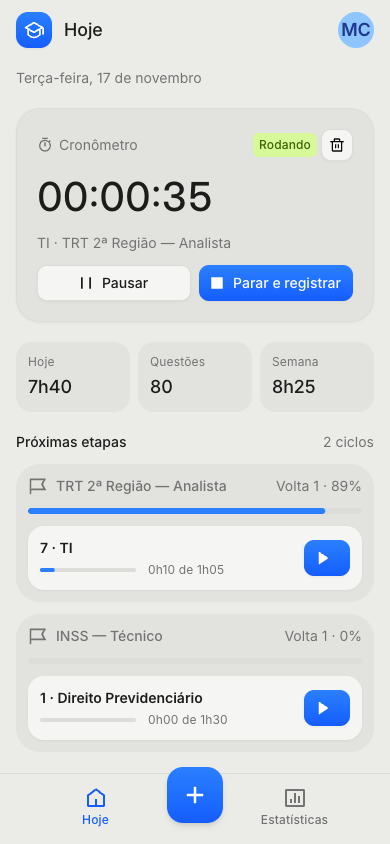 Hoje
MC
Terça-feira, 17 de novembro
Cronômetro
Rodando
00:00:35
TI · TRT 2ª Região — Analista
Pausar
Parar e registrar
Hoje
7h40
Questões
80
Semana
8h25
Próximas etapas
2 ciclos
TRT 2ª Região — Analista
Volta 1 · 89%
7 · TI
0h10 de 1h05
INSS — Técnico
Volta 1 · 0%
1 · Direito Previdenciário
0h00 de 1h30
Hoje
Estatísticas